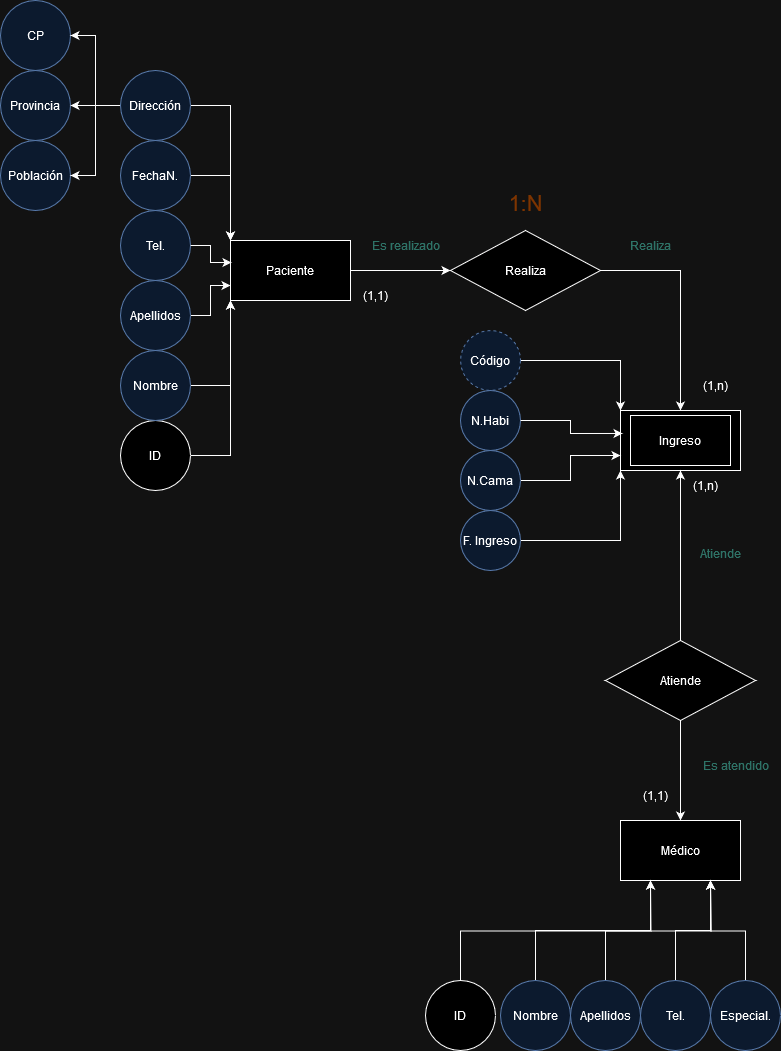 CP
Provincia
Dirección
Población
FechaN.
1:N
Tel.
Es realizado
Realiza
Paciente
Realiza
(1,1)
Apellidos
Código
Nombre
(1,n)
N.Habi
Ingreso
ID
N.Cama
(1,n)
F. Ingreso
Atiende
Atiende
Es atendido
(1,1)
Médico
ID
Nombre
Apellidos
Tel.
Especial.